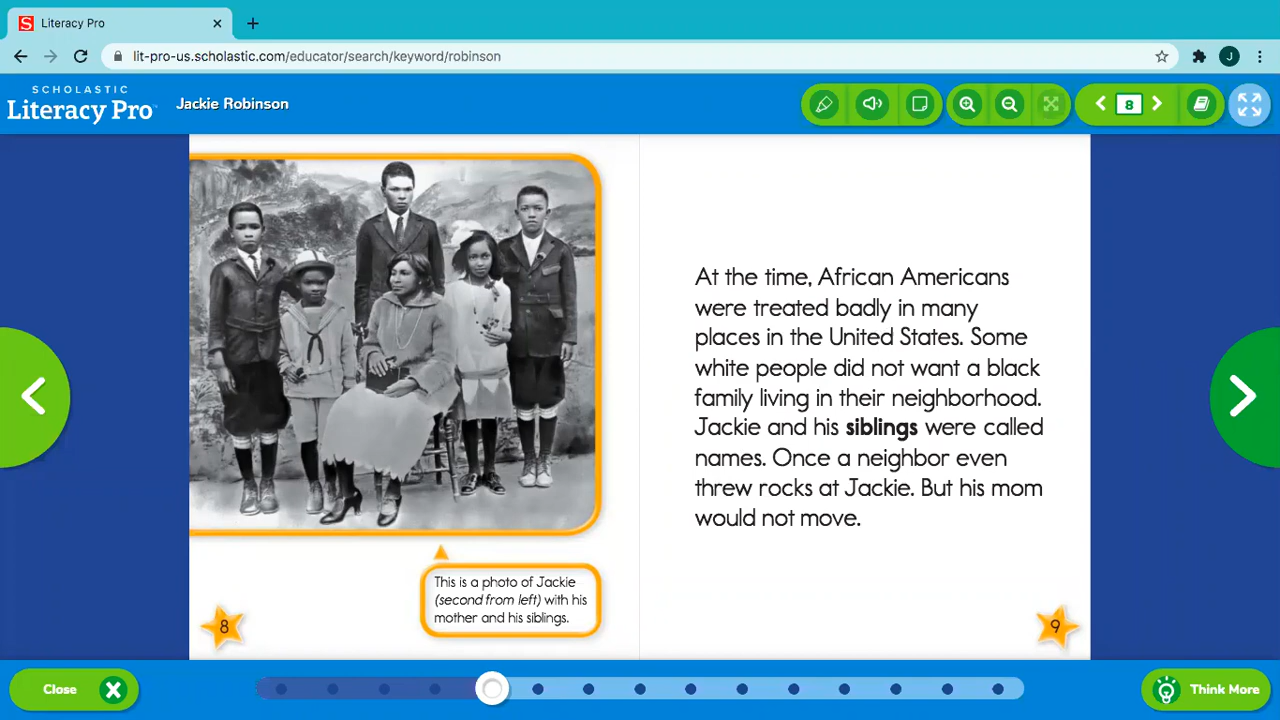 Literacy Pro
lit-pro-us.scholastic.com/educator/search/keyword/robinson
J
SCHOLASTIC
Literacy Pro
Jackie Robinson
8
At the time, African Americans
were treated badly in many
places in the United States. Some
white people did not want a black
family living in their neighborhood.
Jackie and his siblings were called
names. Once a neighbor even
threw rocks at Jackie. But his mom
would not move.
This is a photo of Jackie
(second from left) with his
mother and his siblings.
8
9
Close
Think More